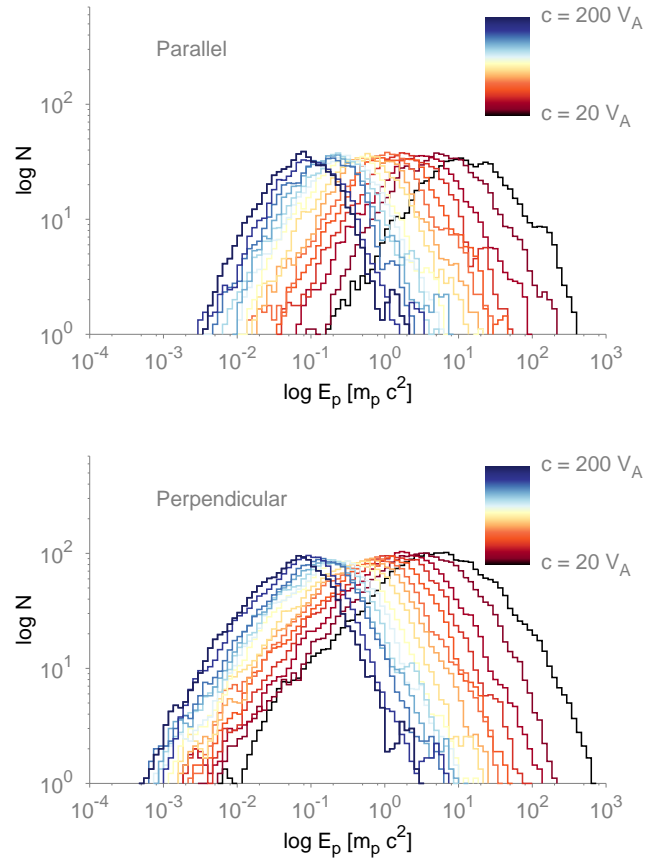 c = 200 V_A
Parallel
10^2
c = 20 V_A
log N
10^1
10^0
10^-4 10^-3 10^-2 10^-1 10^0 10^1 10^2 10^3
log E_p [m_p c^2]
c = 200 V_A
Perpendicular
10^2
c = 20 V_A
log N
10^1
10^0
10^-4 10^-3 10^-2 10^-1 10^0 10^1 10^2 10^3
log E_p [m_p c^2]